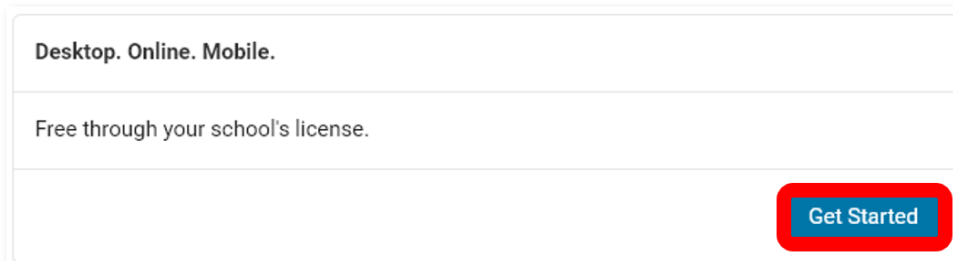 Desktop. Online. Mobile.
Free through your school's license.
Get Started